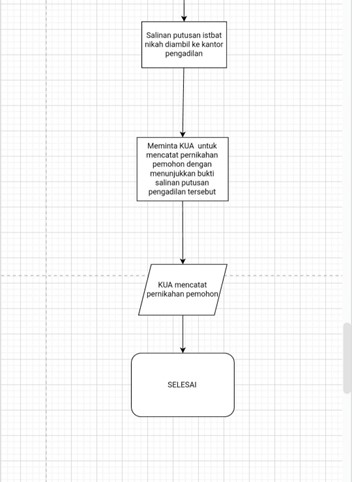 Salinan putusan istbat
nikah diambil ke kantor
pengadilan
Meminta KUA untuk
mencatat pernikahan
pemohon dengan
menunjukkan bukti
salinan putusan
pengadilan tersebut
KUA mencatat
pernikahan pemohon
SELESAI